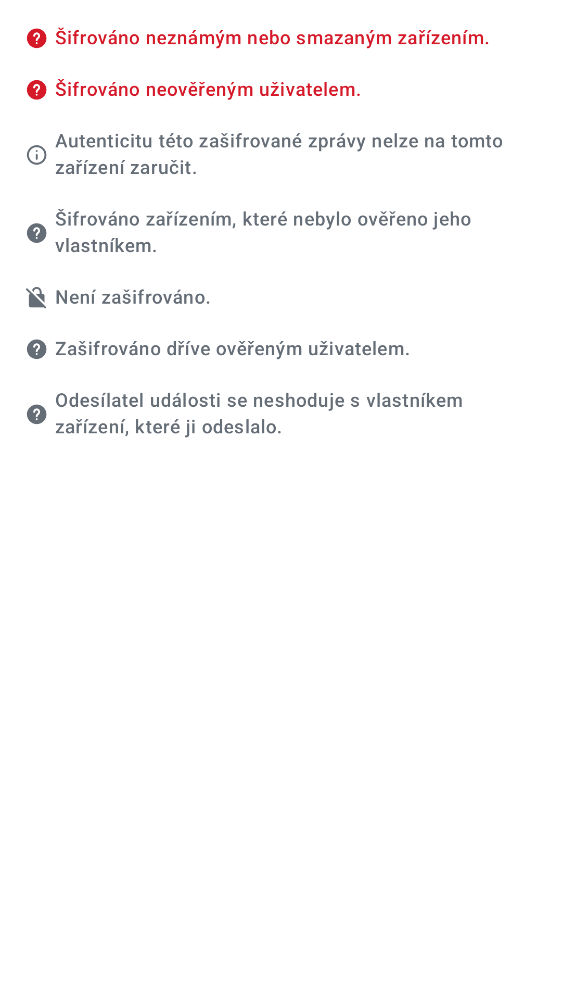 Šifrováno neznámým nebo smazaným zařízením.
Šifrováno neověřeným uživatelem.
Autenticitu této zašifrované zprávy nelze na tomto
zařízení zaručit.
Šifrováno zařízením, které nebylo ověřeno jeho
vlastníkem.
Není zašifrováno.
Zašifrováno dříve ověřeným uživatelem.
Odesílatel události se neshoduje s vlastníkem
zařízení, které ji odeslalo.